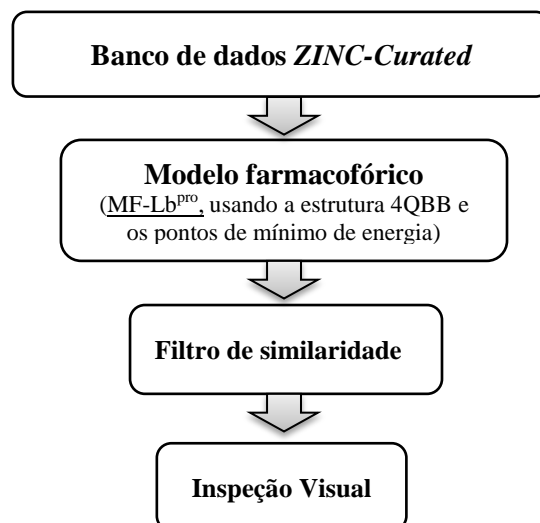 Banco de dados ZINC-Curated
Modelo farmacofórico
(MF-Lbpro, usando a estrutura 4QBB e
os pontos de mínimo de energia)
Filtro de similaridade
Inspeção Visual